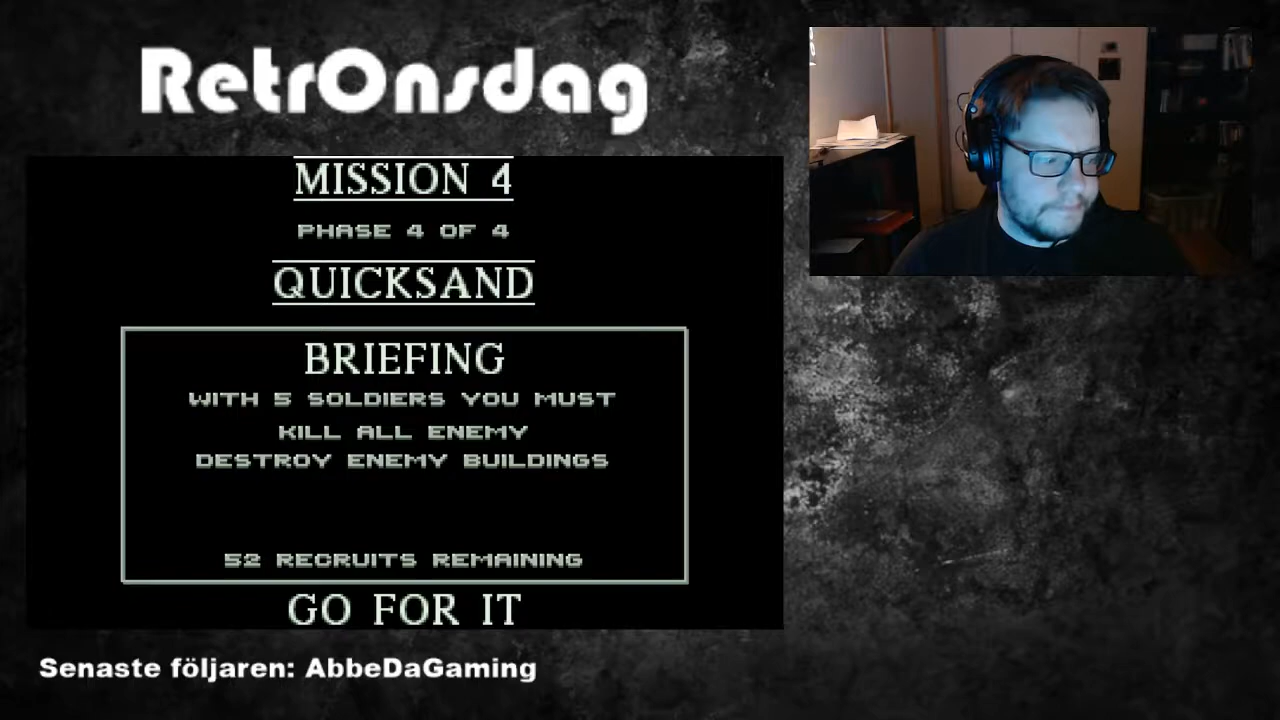 RetrOnsdag
MISSION 4
PHASE 4 OF 4
QUICKSAND
BRIEFING
WITH 5 SOLDIERS YOU MUST
KILL ALL ENEMY
DESTROY ENEMY BUILDINGS
52 RECRUITS REMAINING
GO FOR IT
Senaste följaren: AbbeDaGaming